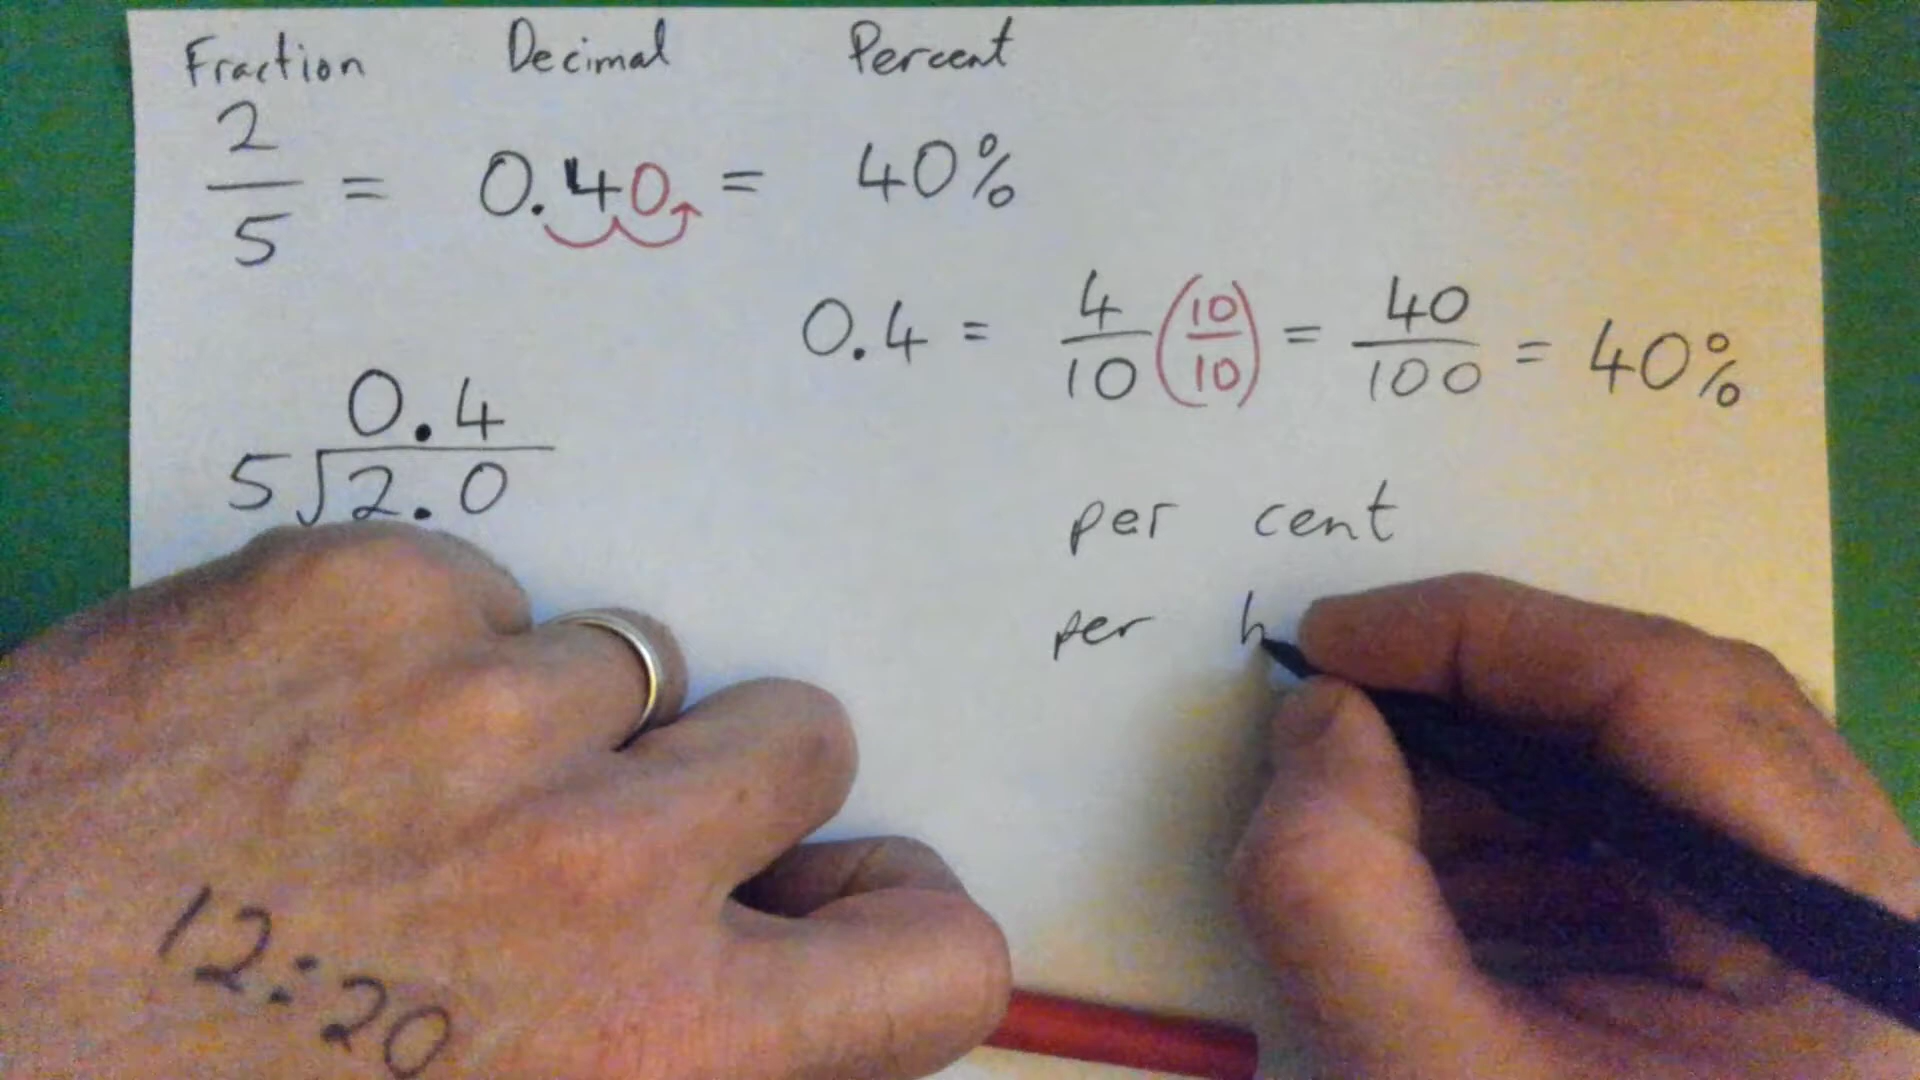 Fraction Decimal Percent
2/5 = 0.40 = 40%
0.4 = 4/10 (10/10) = 40/100 = 40%
0.4
5√2.0
per cent
per h
12:20